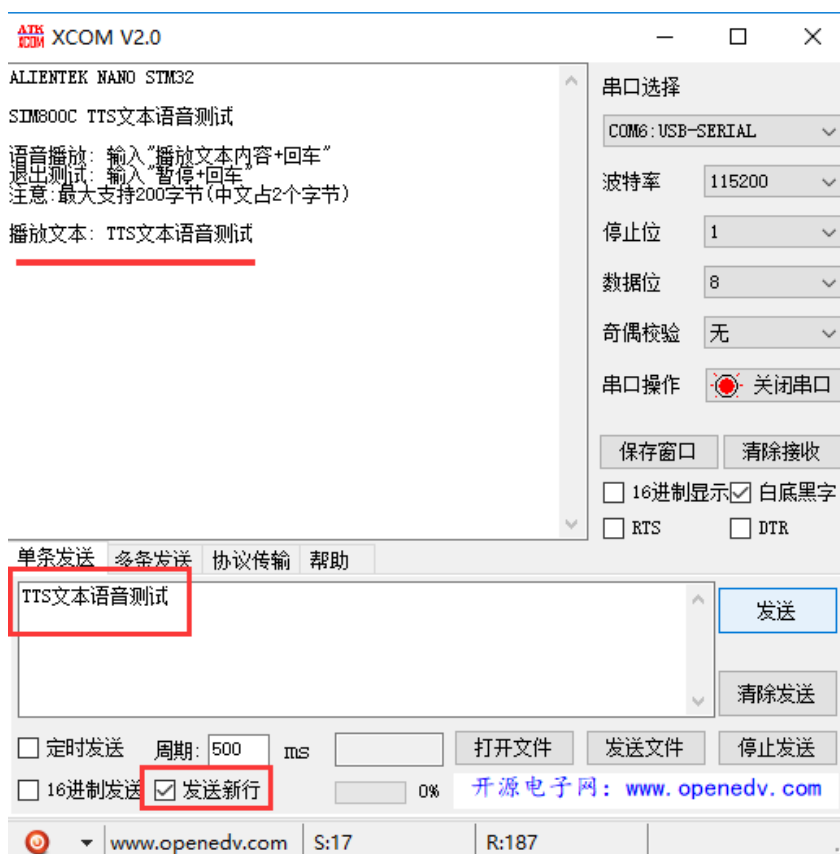 ATK
XCOM
XCOM V2.0
ALIENTEK NANO STM32
SIM800C TTS文本语音测试
语音播放: 输入"播放文本内容+回车"
退出测试: 输入"暂停+回车"
注意:最大支持200字节(中文占2个字节)
播放文本: TTS文本语音测试
串口选择
COM6:USB-SERIAL
波特率 115200
停止位 1
数据位 8
奇偶校验 无
串口操作 关闭串口
保存窗口 清除接收
16进制显示 白底黑字
RTS DTR
单条发送 多条发送 协议传输 帮助
TTS文本语音测试
发送
清除发送
定时发送 周期: 500 ms 打开文件 发送文件 停止发送
16进制发送 发送新行 0% 开源电子网: www.openedv.com
www.openedv.com S:17 R:187